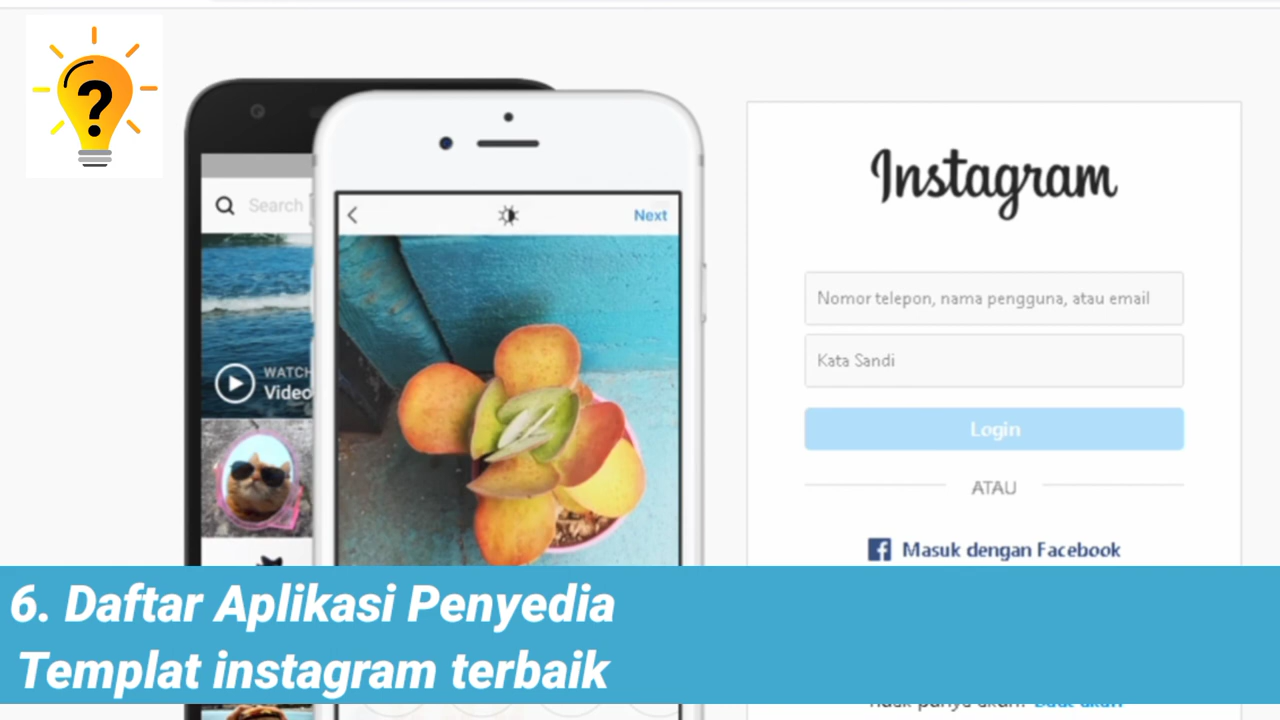 ?
Search
Next
WATCH
Video
Instagram
Nomor telepon, nama pengguna, atau email
Kata Sandi
Login
ATAU
f Masuk dengan Facebook
6. Daftar Aplikasi Penyedia
Templat instagram terbaik